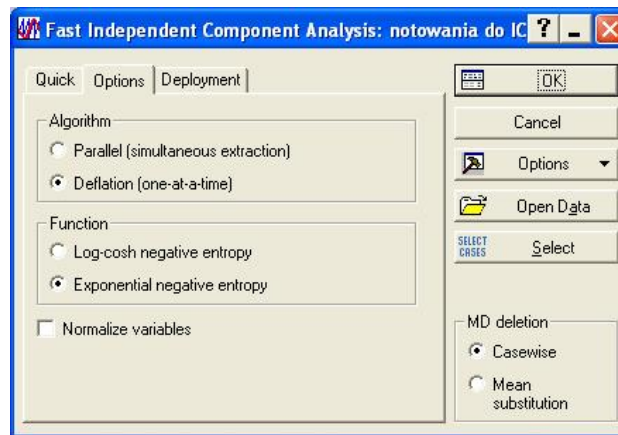 Fast Independent Component Analysis: notowania do IC
Quick Options Deployment
Algorithm
Parallel (simultaneous extraction)
Deflation (one-at-a-time)
Function
Log-cosh negative entropy
Exponential negative entropy
Normalize variables
OK
Cancel
Options
Open Data
SELECT
CASES
Select
MD deletion
Casewise
Mean
substitution